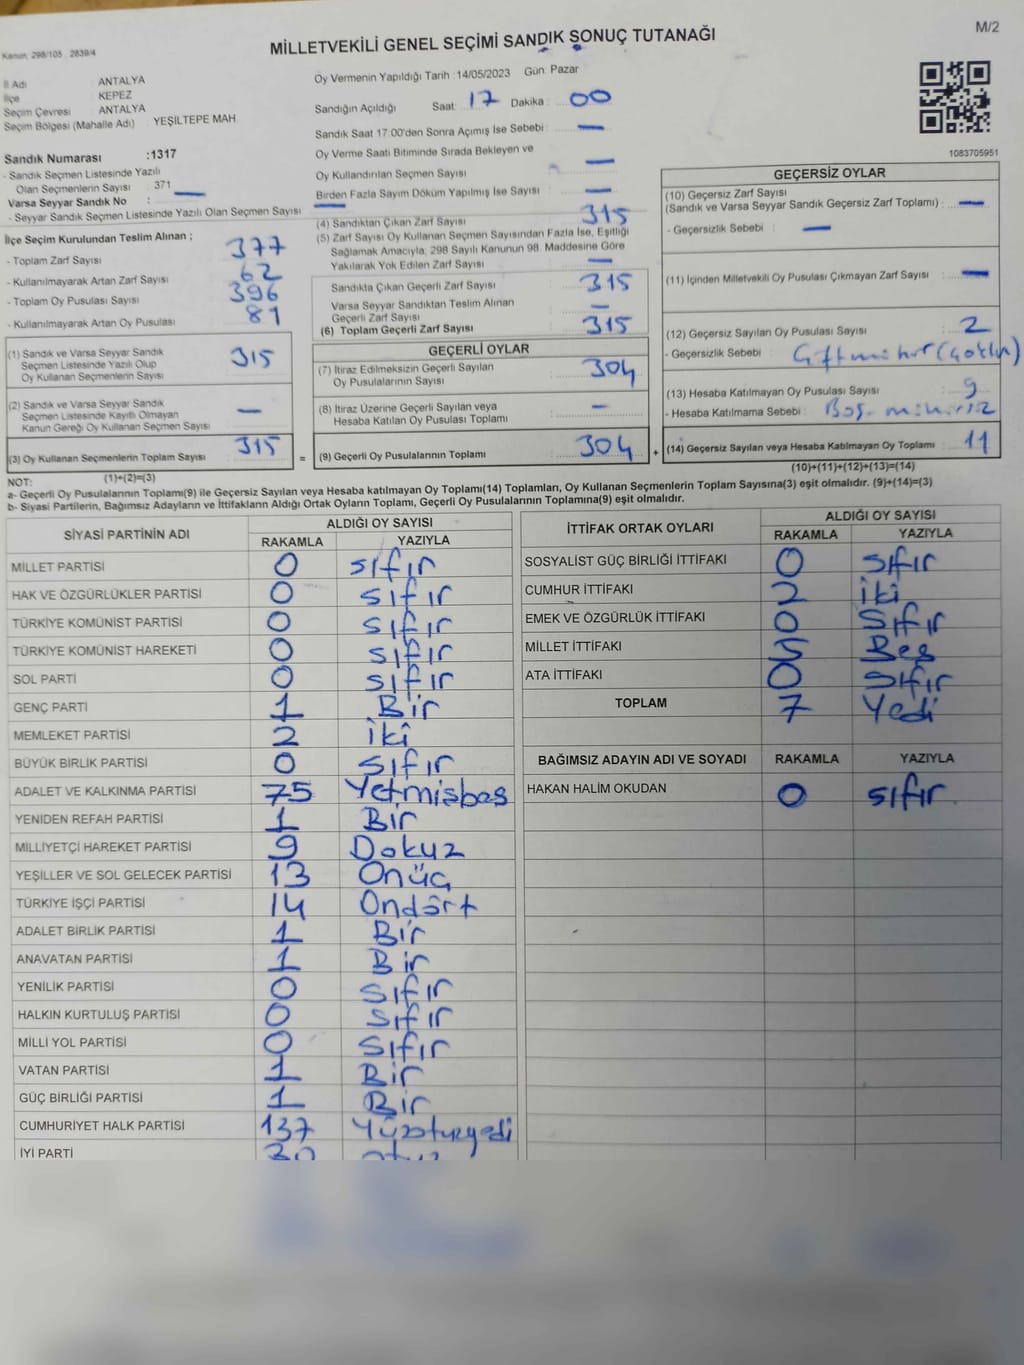 M/2
Kanun, 298/105 , 2839/4
MİLLETVEKİLİ GENEL SEÇİMİ SANDIK SONUÇ TUTANAĞI
İl Adı : ANTALYA
İlçe : KEPEZ
Seçim Çevresi : ANTALYA
Seçim Bölgesi (Mahalle Adı) : YEŞİLTEPE MAH.
Sandık Numarası :1317
- Sandık Seçmen Listesinde Yazılı
Olan Seçmenlerin Sayısı : 371
Varsa Seyyar Sandık No : —
- Seyyar Sandık Seçmen Listesinde Yazılı Olan Seçmen Sayısı —
İlçe Seçim Kurulundan Teslim Alınan ;
- Toplam Zarf Sayısı : 377
- Kullanılmayarak Artan Zarf Sayısı : 62
- Toplam Oy Pusulası Sayısı : 396
- Kullanılmayarak Artan Oy Pusulası : 81
Oy Vermenin Yapıldığı Tarih :14/05/2023 Gün: Pazar
Sandığın Açıldığı Saat: 17 Dakika : 00
Sandık Saat 17:00'den Sonra Açımış İse Sebebi : —
Oy Verme Saati Bitiminde Sırada Bekleyen ve
Oy Kullandırılan Seçmen Sayısı : —
Birden Fazla Sayım Döküm Yapılmış İse Sayısı : —
(4) Sandıktan Çıkan Zarf Sayısı : 315
(5) Zarf Sayısı Oy Kullanan Seçmen Sayısından Fazla İse, Eşitliği
Sağlamak Amacıyla; 298 Sayılı Kanunun 98. Maddesine Göre
Yakılarak Yok Edilen Zarf Sayısı : —
Sandıkta Çıkan Geçerli Zarf Sayısı : 315
Varsa Seyyar Sandıktan Teslim Alınan
Geçerli Zarf Sayısı : —
(6) Toplam Geçerli Zarf Sayısı : 315
1083705951
GEÇERSİZ OYLAR
(10) Geçersiz Zarf Sayısı
(Sandık ve Varsa Seyyar Sandık Geçersiz Zarf Toplamı) : —
- Geçersizlik Sebebi : —
(11) İçinden Milletvekili Oy Pusulası Çıkmayan Zarf Sayısı : —
(12) Geçersiz Sayılan Oy Pusulası Sayısı : 2
- Geçersizlik Sebebi :
(13) Hesaba Katılmayan Oy Pusulası Sayısı : 9
- Hesaba Katılmama Sebebi : Boş
(14) Geçersiz Sayılan veya Hesaba Katılmayan Oy Toplamı : 11
(10)+(11)+(12)+(13)=(14)
(1) Sandık ve Varsa Seyyar Sandık
Seçmen Listesinde Yazılı Olup
Oy Kullanan Seçmenlerin Sayısı : 315
(2) Sandık ve Varsa Seyyar Sandık
Seçmen Listesinde Kayıtlı Olmayan
Kanun Gereği Oy Kullanan Seçmen Sayısı : —
(3) Oy Kullanan Seçmenlerin Toplam Sayısı : 315
(1)+(2)=(3)
GEÇERLİ OYLAR
(7) İtiraz Edilmeksizin Geçerli Sayılan
Oy Pusulalarının Sayısı : 304
(8) İtiraz Üzerine Geçerli Sayılan veya
Hesaba Katılan Oy Pusulası Toplamı : —
= (9) Geçerli Oy Pusulalarının Toplamı : 304 +
NOT:
a- Geçerli Oy Pusulasının Toplamı(9) ile Geçersiz Sayılan veya Hesaba katılmayan Oy Toplamı(14) Toplamları, Oy Kullanan Seçmenlerin Toplam Sayısına(3) eşit olmalıdır. (9)+(14)=(3)
b- Siyasi Partilerin, Bağımsız Adayların ve İttifakların Aldığı Ortak Oyların Toplamı, Geçerli Oy Pusulalarının Toplamına(9) eşit olmalıdır.
SİYASİ PARTİNİN ADI ALDIĞI OY SAYISI
RAKAMLA YAZIYLA
MİLLET PARTİSİ 0 sıfır
HAK VE ÖZGÜRLÜKLER PARTİSİ 0 sıfır
TÜRKİYE KOMÜNİST PARTİSİ 0 sıfır
TÜRKİYE KOMÜNİST HAREKETİ 0 sıfır
SOL PARTİ 0 sıfır
GENÇ PARTİ 1 Bir
MEMLEKET PARTİSİ 2 iki
BÜYÜK BİRLİK PARTİSİ 0 sıfır
ADALET VE KALKINMA PARTİSİ 75 Yetmişbeş
YENİDEN REFAH PARTİSİ 1 Bir
MİLLİYETÇİ HAREKET PARTİSİ 9 Dokuz
YEŞİLLER VE SOL GELECEK PARTİSİ 13 Onüç
TÜRKİYE İŞÇİ PARTİSİ 14 Ondört
ADALET BİRLİK PARTİSİ 1 Bir
ANAVATAN PARTİSİ 1 Bir
YENİLİK PARTİSİ 0 sıfır
HALKIN KURTULUŞ PARTİSİ 0 sıfır
MİLLİ YOL PARTİSİ 0 sıfır
VATAN PARTİSİ 1 Bir
GÜÇ BİRLİĞİ PARTİSİ 1 Bir
CUMHURİYET HALK PARTİSİ 137 Yüzotuzyedi
İYİ PARTİ 30 otuz
İTTİFAK ORTAK OYLARI ALDIĞI OY SAYISI
RAKAMLA YAZIYLA
SOSYALİST GÜÇ BİRLİĞİ İTTİFAKI 0 sıfır
CUMHUR İTTİFAKI 2 iki
EMEK VE ÖZGÜRLÜK İTTİFAKI 0 sıfır
MİLLET İTTİFAKI 5 Beş
ATA İTTİFAKI 0 sıfır
TOPLAM 7 Yedi
BAĞIMSIZ ADAYIN ADI VE SOYADI RAKAMLA YAZIYLA
HAKAN HALİM OKUDAN 0 sıfır